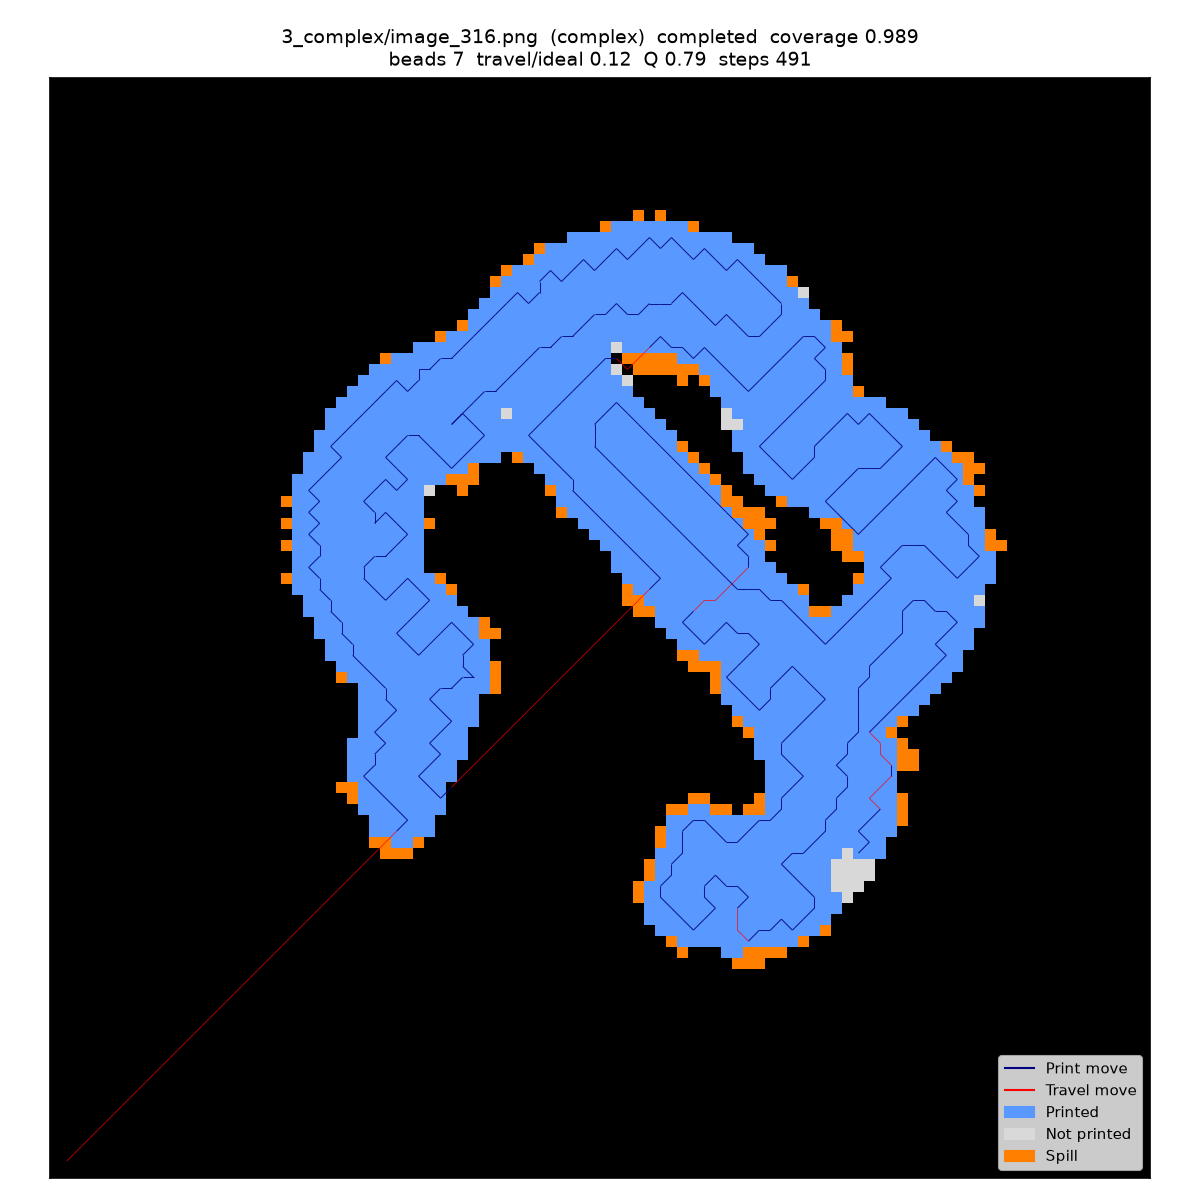 3_complex/image_316.png  (complex)  completed  coverage 0.989
beads 7  travel/ideal 0.12  Q 0.79  steps 491
Print move
Travel move
Printed
Not printed
Spill